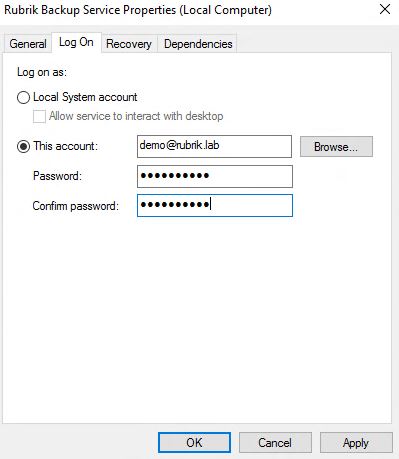 Rubrik Backup Service Properties (Local Computer)
General Log On Recovery Dependencies
Log on as:
Local System account
Allow service to interact with desktop
This account: demo@rubrik.lab Browse...
Password: ●●●●●●●●●●
Confirm password: ●●●●●●●●●●
OK Cancel Apply